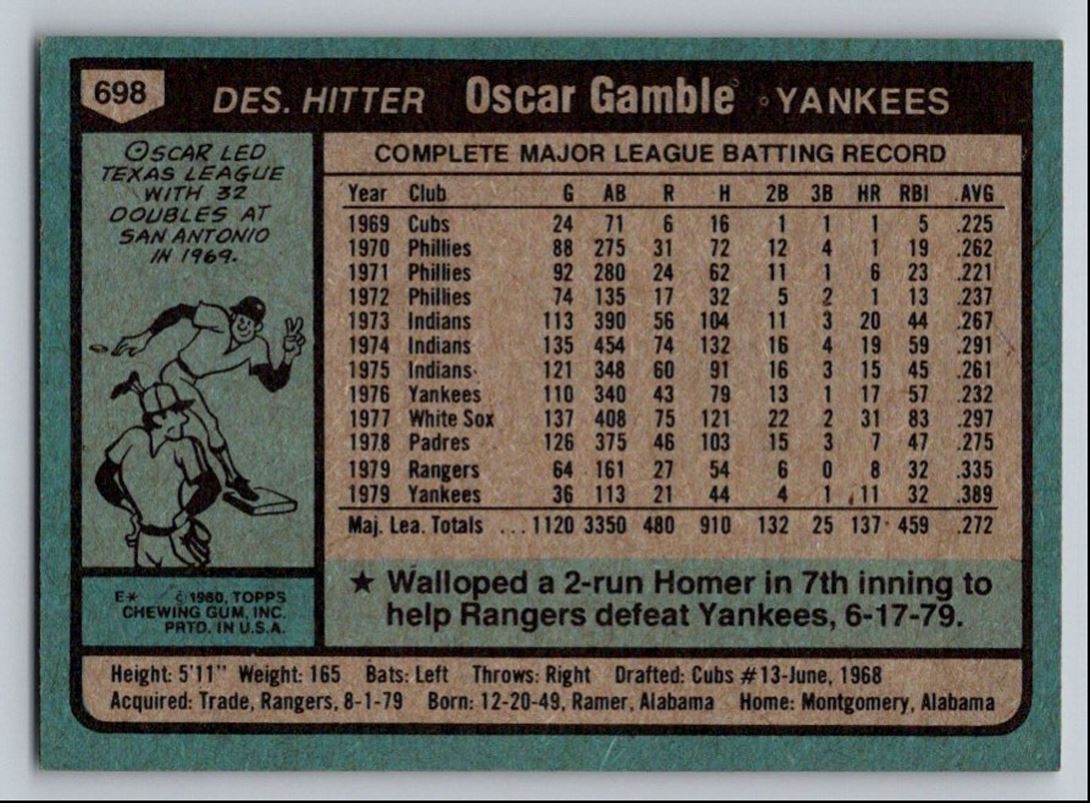 698 DES. HITTER Oscar Gamble YANKEES
OSCAR LED
TEXAS LEAGUE
WITH 32
DOUBLES AT
SAN ANTONIO
IN 1969.
COMPLETE MAJOR LEAGUE BATTING RECORD
Year Club G AB R H 2B 3B HR RBI AVG
1969 Cubs 24 71 6 16 1 1 1 5 .225
1970 Phillies 88 275 31 72 12 4 1 19 .262
1971 Phillies 92 280 24 62 11 1 6 23 .221
1972 Phillies 74 135 17 32 5 2 1 13 .237
1973 Indians 113 390 56 104 11 3 20 44 .267
1974 Indians 135 454 74 132 16 4 19 59 .291
1975 Indians 121 348 60 91 16 3 15 45 .261
1976 Yankees 110 340 43 79 13 1 17 57 .232
1977 White Sox 137 408 75 121 22 2 31 83 .297
1978 Padres 126 375 46 103 15 3 7 47 .275
1979 Rangers 64 161 27 54 6 0 8 32 .335
1979 Yankees 36 113 21 44 4 1 11 32 .389
Maj. Lea. Totals ...1120 3350 480 910 132 25 137 459 .272
★ Walloped a 2-run Homer in 7th inning to
help Rangers defeat Yankees, 6-17-79.
E* © 1980, TOPPS
CHEWING GUM, INC.
PRTD. IN U.S.A.
Height: 5'11" Weight: 165 Bats: Left Throws: Right Drafted: Cubs #13-June, 1968
Acquired: Trade, Rangers, 8-1-79 Born: 12-20-49, Ramer, Alabama Home: Montgomery, Alabama